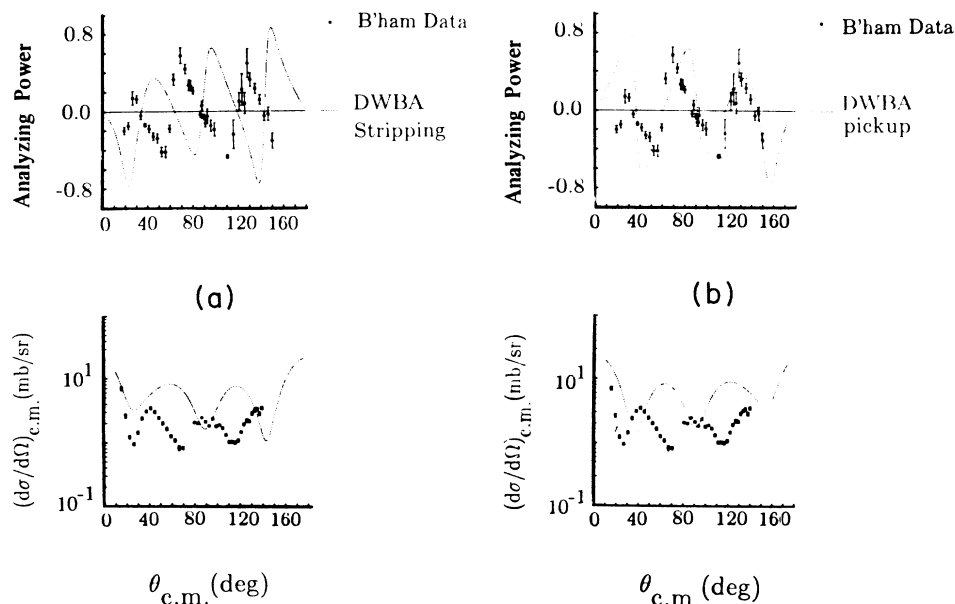 B'ham Data
0.8
0.0
-0.8
Analyzing Power
DWBA
Stripping
0 40 80 120 160
(a)
B'ham Data
0.8
0.0
-0.8
Analyzing Power
DWBA
pickup
0 40 80 120 160
(b)
(dσ/dΩ)c.m.(mb/sr)
10^1
10^-1
0 40 80 120 160
θc.m.(deg)
(dσ/dΩ)c.m.(mb/sr)
10^1
10^-1
0 40 80 120 160
θc.m (deg)